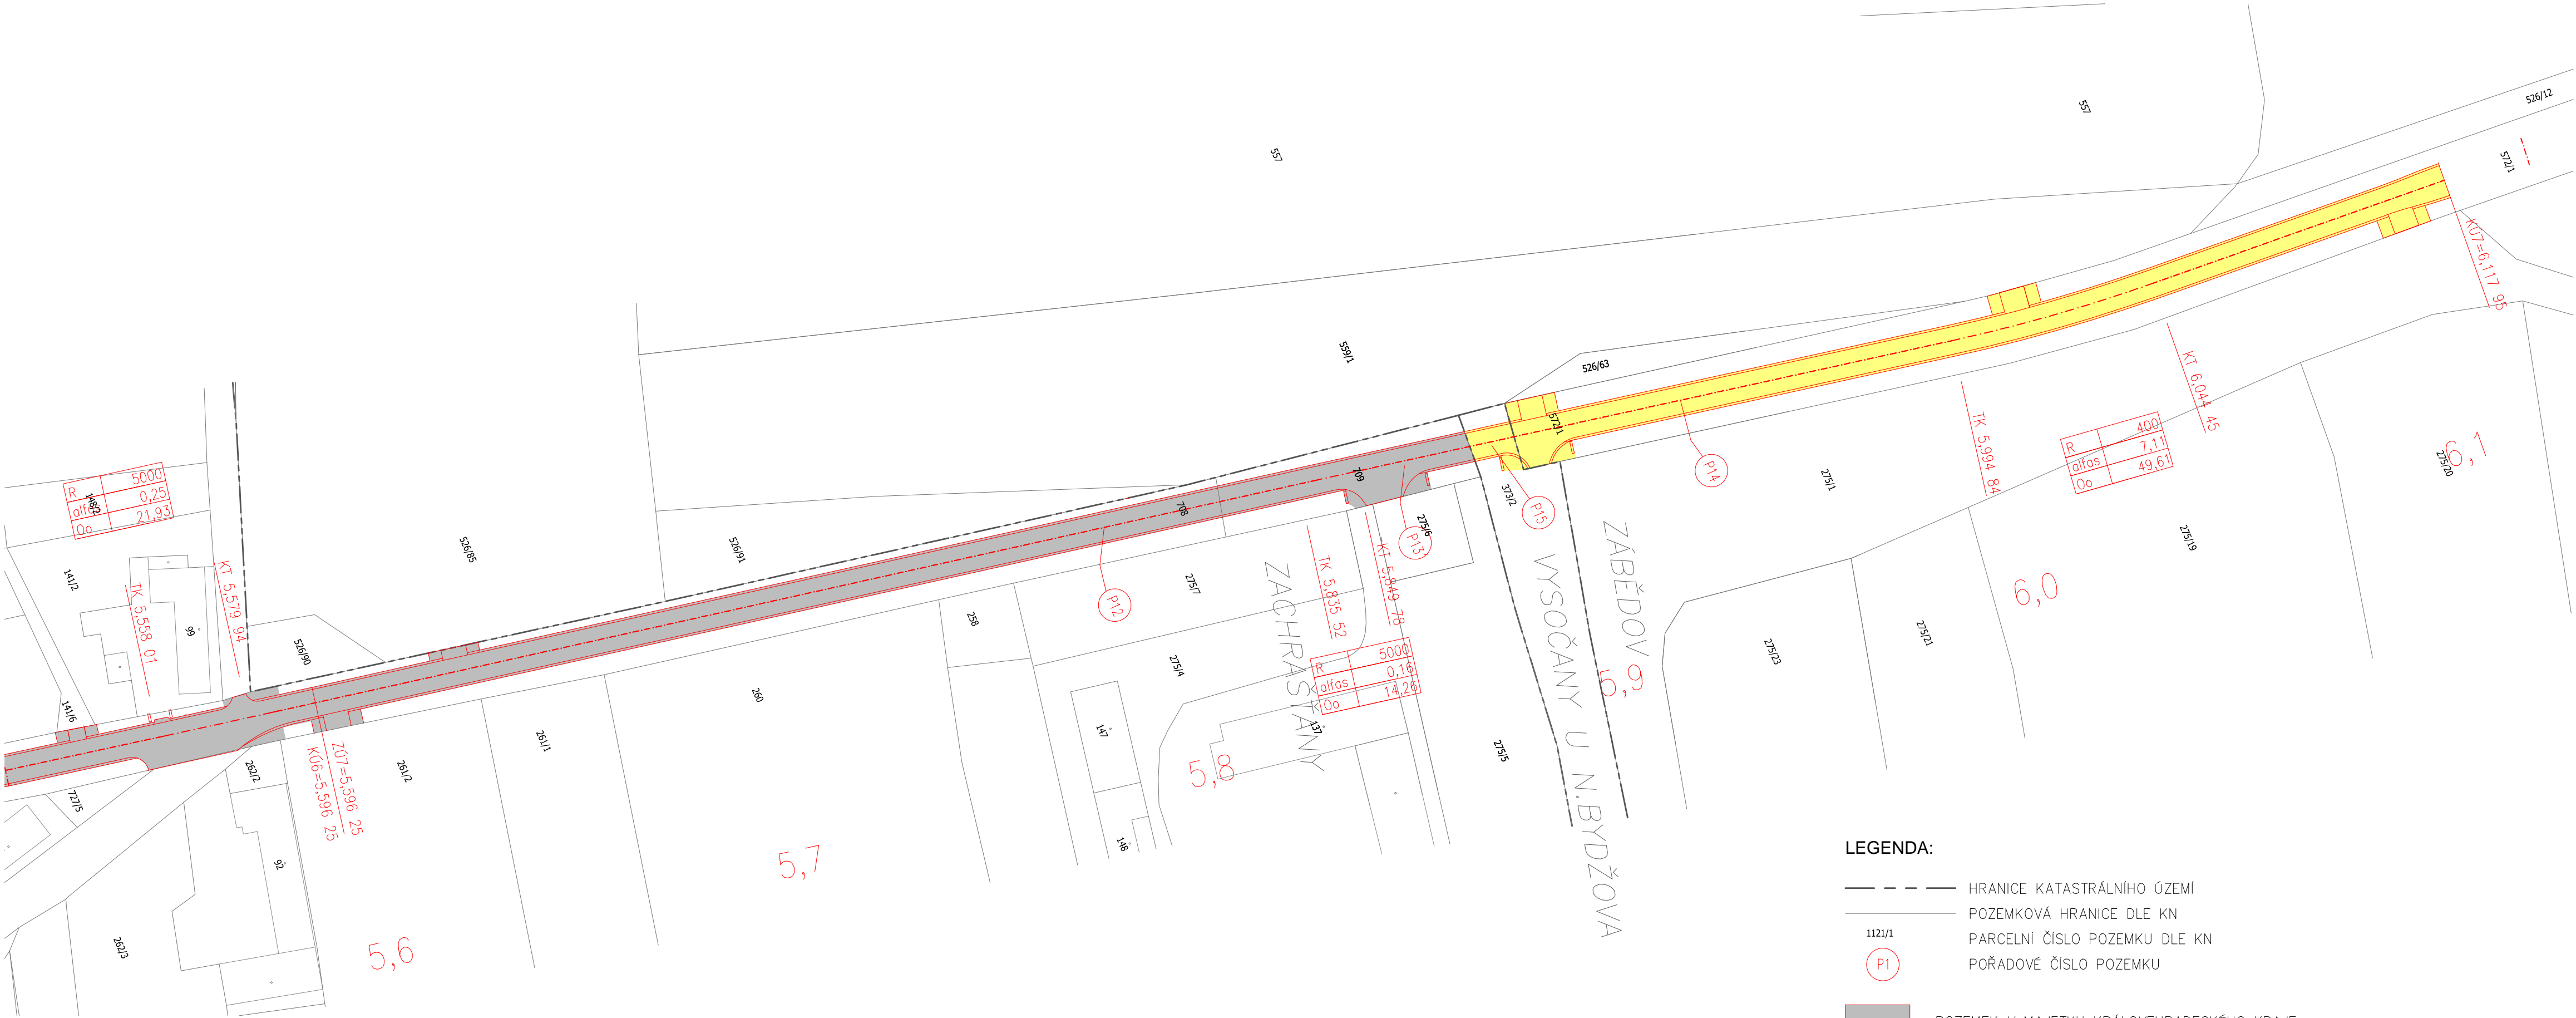 557
557
526/12
572/1
KÚ7=6,117 95
559/1
526/63
KT 6,044 45
TK 5,994 84
R 400
alfas 7,11
Oo 49,61
6,1
275/20
572/1
R 5000
0,25
Oo 21,93
148/2
141/2
TK 5,558 01
99
KT 5,579 94
526/90
526/85
526/91
708
709
373/2
P15
P14
275/1
275/6
P13
P12
275/7
258
275/4
ZACHRAŠŤANY
TK 5,835 52
KT 5,849 78
R 5000
alfas 0,16
Oo 14,26
137
VYSOČANY U N.BYDŽOVA
ZÁBĚDOV
5,9
6,0
275/19
275/21
275/23
275/5
141/6
727/5
262/2
KÚ6=5,596 25
ZÚ7=5,596 25
261/2
261/1
260
147
148
5,8
5,7
5,6
92
262/3
LEGENDA:
HRANICE KATASTRÁLNÍHO ÚZEMÍ
POZEMKOVÁ HRANICE DLE KN
1121/1 PARCELNÍ ČÍSLO POZEMKU DLE KN
P1 POŘADOVÉ ČÍSLO POZEMKU